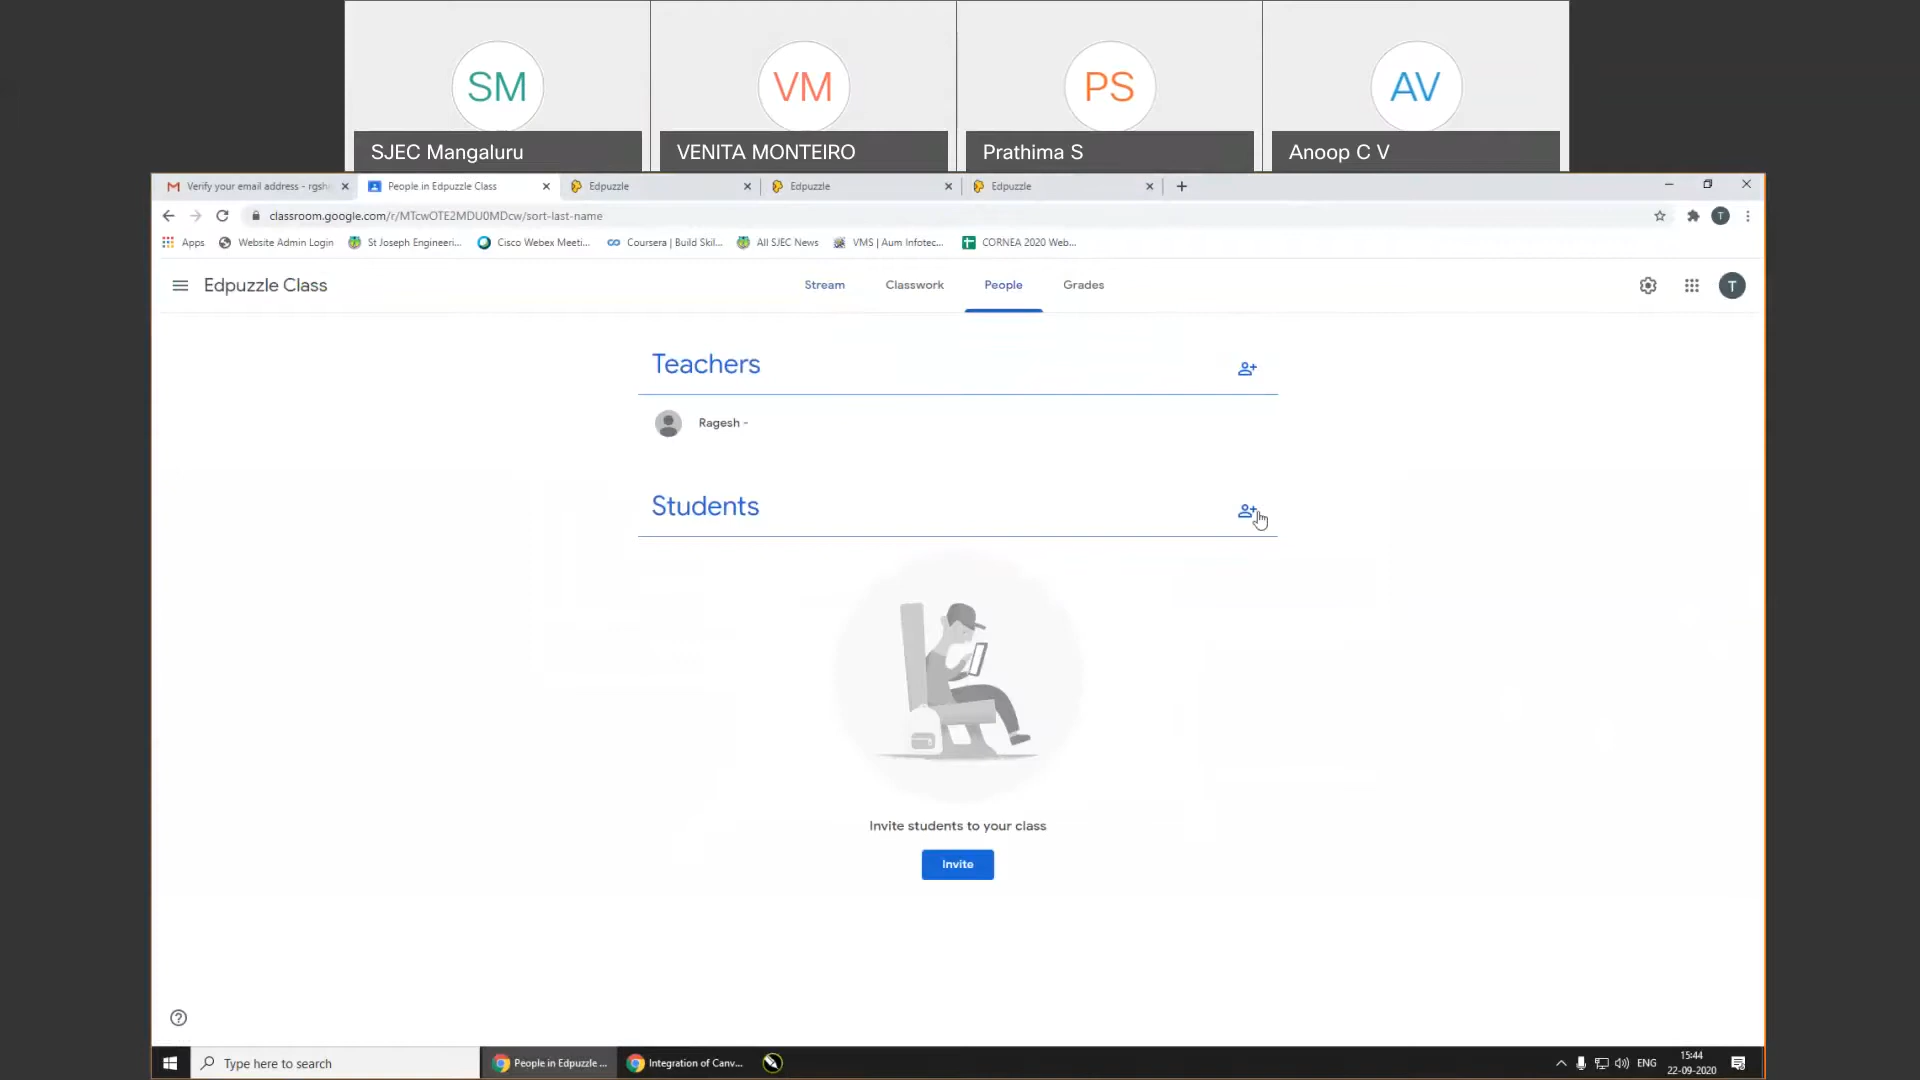 SM
VM
PS
AV
SJEC Mangaluru
VENITA MONTEIRO
Prathima S
Anoop C V
Verify your email address - rgsh
People in Edpuzzle Class
Edpuzzle
Edpuzzle
Edpuzzle
classroom.google.com/r/MTcwOTE2MDU0MDcw/sort-last-name
T
Apps
Website Admin Login
St Joseph Engineeri...
Cisco Webex Meeti...
Coursera | Build Skil...
All SJEC News
VMS | Aum Infotec...
CORNEA 2020 Web...
Edpuzzle Class
Stream
Classwork
People
Grades
T
Teachers
Ragesh -
Students
Invite students to your class
Invite
Type here to search
People in Edpuzzle ...
Integration of Canv...
ENG
15:44
22-09-2020